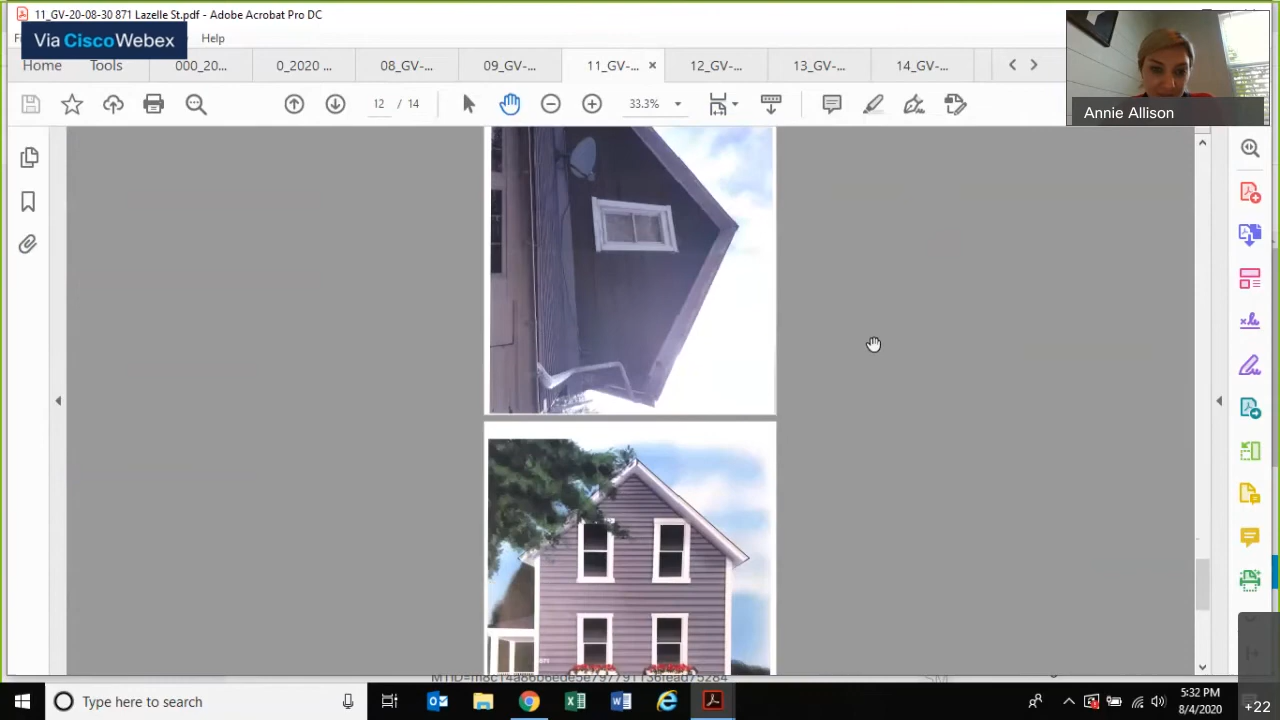 11_GV-20-08-30 871 Lazelle St.pdf - Adobe Acrobat Pro DC
Via CiscoWebex
Help
Home Tools 000_20... 0_2020 ... 08_GV-... 09_GV-... 11_GV-... × 12_GV-... 13_GV-... 14_GV-...
12 / 14 33.3%
Annie Allison
Type here to search
5:32 PM
8/4/2020
+22